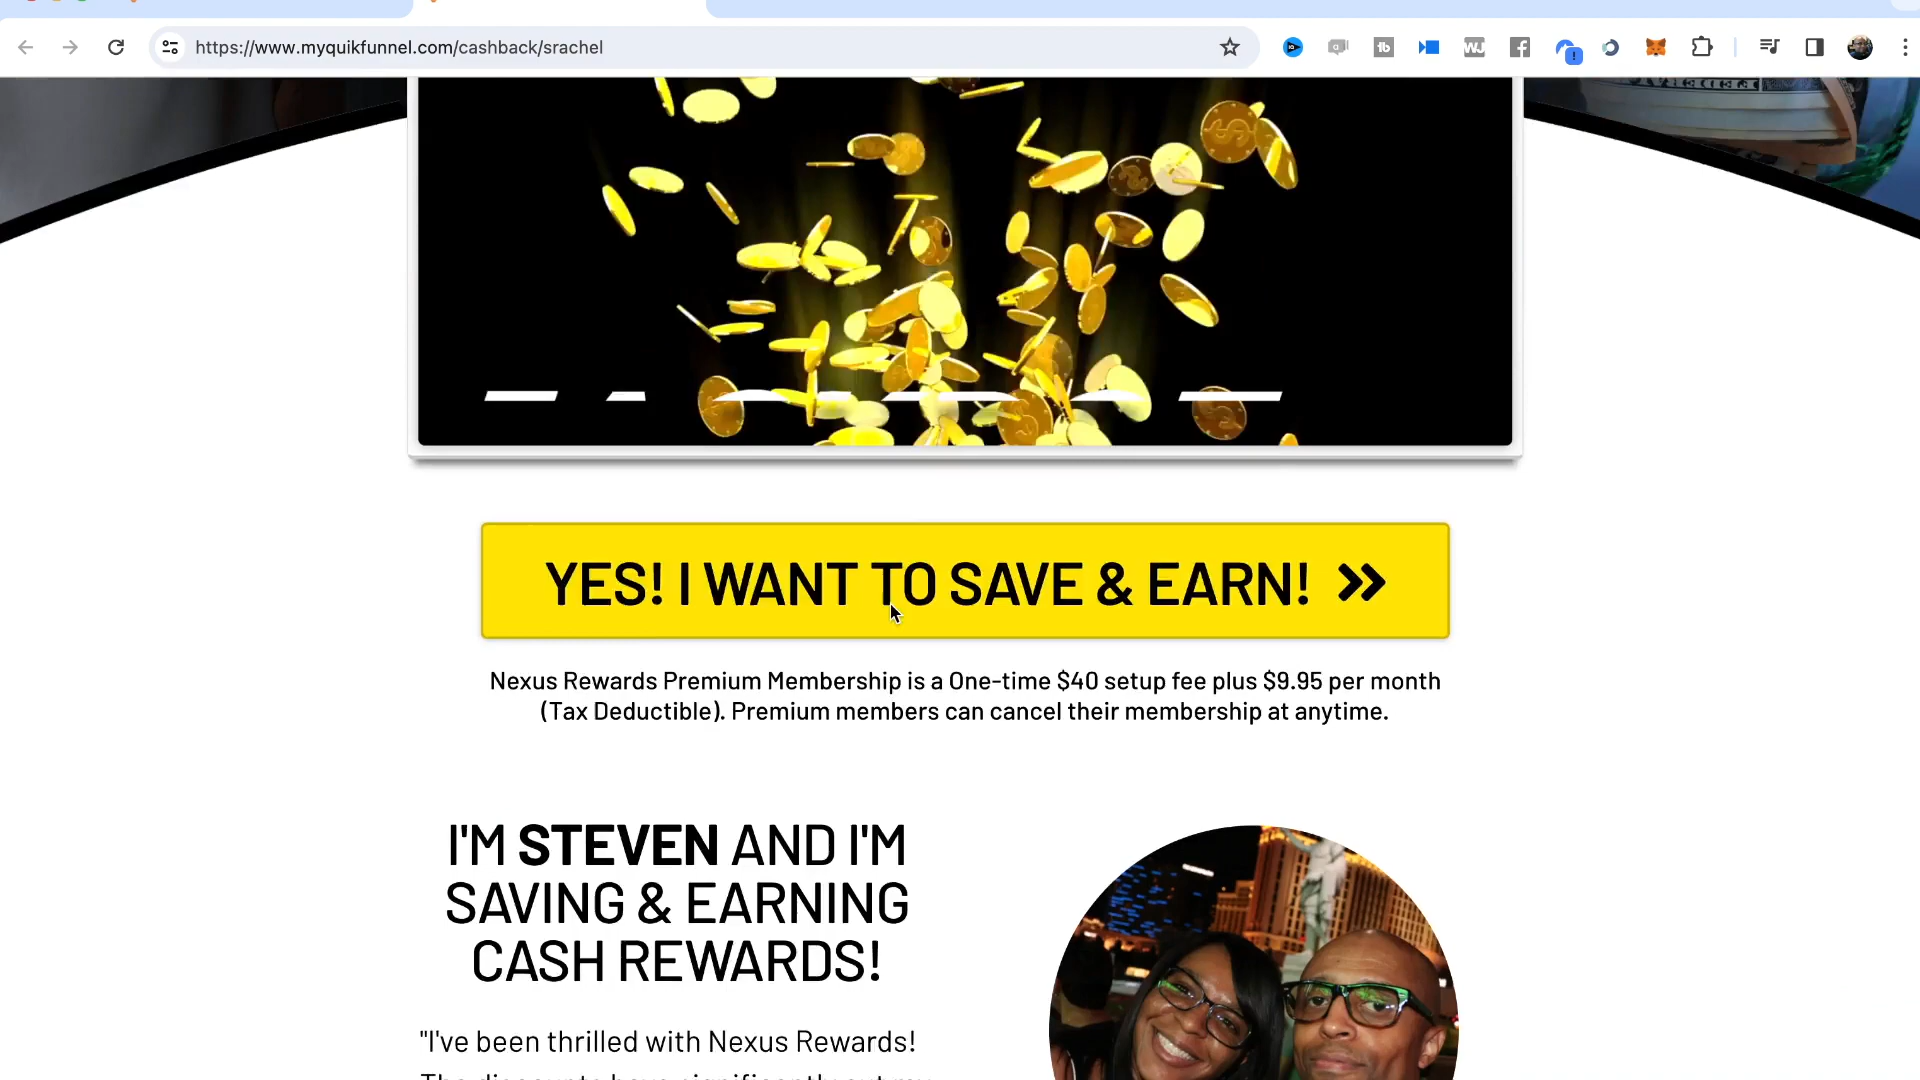 https://www.myquikfunnel.com/cashback/srachel
YES! I WANT TO SAVE & EARN!
Nexus Rewards Premium Membership is a One-time $40 setup fee plus $9.95 per month
(Tax Deductible). Premium members can cancel their membership at anytime.
I'M STEVEN AND I'M
SAVING & EARNING
CASH REWARDS!
"I've been thrilled with Nexus Rewards!